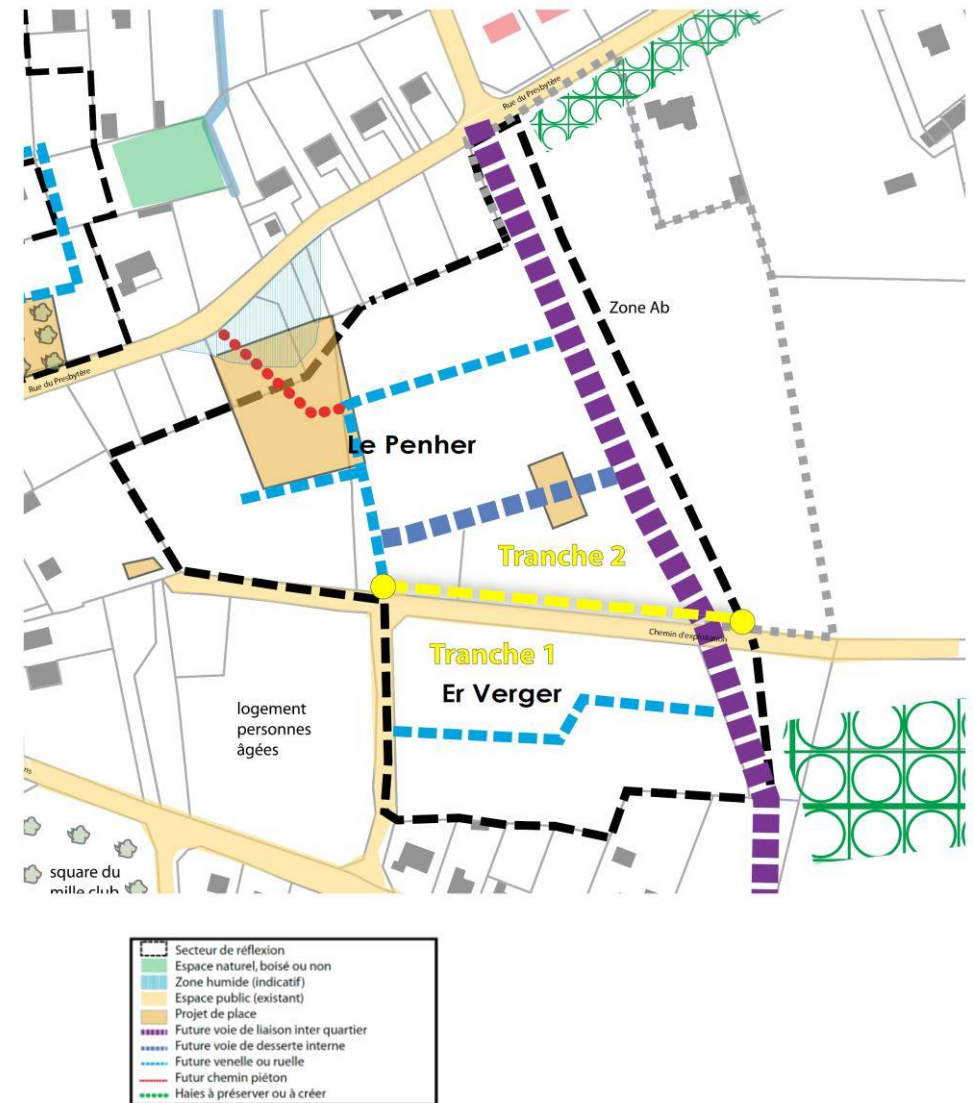 Rue du Presbytère
Zone Ab
Rue du Presbytère
Le Penher
Tranche 2
Chemin d'exploitation
Tranche 1
Er Verger
logement
personnes
âgées
ns
square du
mille club
Secteur de réflexion
Espace naturel, boisé ou non
Zone humide (indicatif)
Espace public (existant)
Projet de place
Future voie de liaison inter quartier
Future voie de desserte interne
Future venelle ou ruelle
Futur chemin piéton
Haies à préserver ou à créer